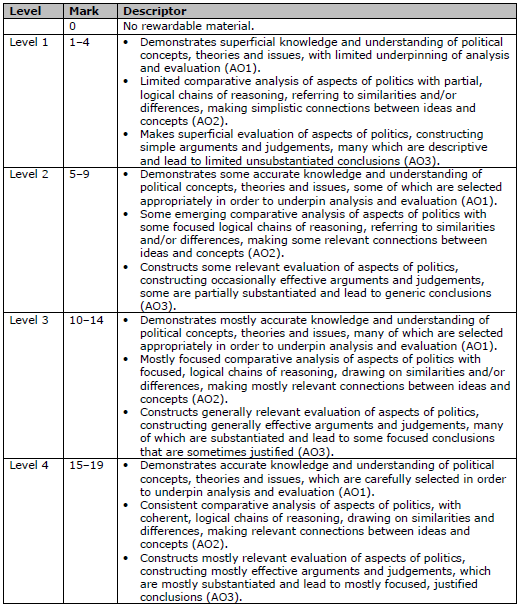 Level Mark Descriptor
0 No rewardable material.
Level 1 1–4 • Demonstrates superficial knowledge and understanding of political
concepts, theories and issues, with limited underpinning of analysis
and evaluation (AO1).
• Limited comparative analysis of aspects of politics with partial,
logical chains of reasoning, referring to similarities and/or
differences, making simplistic connections between ideas and
concepts (AO2).
• Makes superficial evaluation of aspects of politics, constructing
simple arguments and judgements, many which are descriptive
and lead to limited unsubstantiated conclusions (AO3).
Level 2 5–9 • Demonstrates some accurate knowledge and understanding of
political concepts, theories and issues, some of which are selected
appropriately in order to underpin analysis and evaluation (AO1).
• Some emerging comparative analysis of aspects of politics with
some focused logical chains of reasoning, referring to similarities
and/or differences, making some relevant connections between
ideas and concepts (AO2).
• Constructs some relevant evaluation of aspects of politics,
constructing occasionally effective arguments and judgements,
some are partially substantiated and lead to generic conclusions
(AO3).
Level 3 10–14 • Demonstrates mostly accurate knowledge and understanding of
political concepts, theories and issues, many of which are selected
appropriately in order to underpin analysis and evaluation (AO1).
• Mostly focused comparative analysis of aspects of politics with
focused, logical chains of reasoning, drawing on similarities and/or
differences, making mostly relevant connections between ideas and
concepts (AO2).
• Constructs generally relevant evaluation of aspects of politics,
constructing generally effective arguments and judgements, many
of which are substantiated and lead to some focused conclusions
that are sometimes justified (AO3).
Level 4 15–19 • Demonstrates accurate knowledge and understanding of political
concepts, theories and issues, which are carefully selected in order
to underpin analysis and evaluation (AO1).
• Consistent comparative analysis of aspects of politics, with
coherent, logical chains of reasoning, drawing on similarities and
differences, making relevant connections between ideas and
concepts (AO2).
• Constructs mostly relevant evaluation of aspects of politics,
constructing mostly effective arguments and judgements, which
are mostly substantiated and lead to mostly focused, justified
conclusions (AO3).